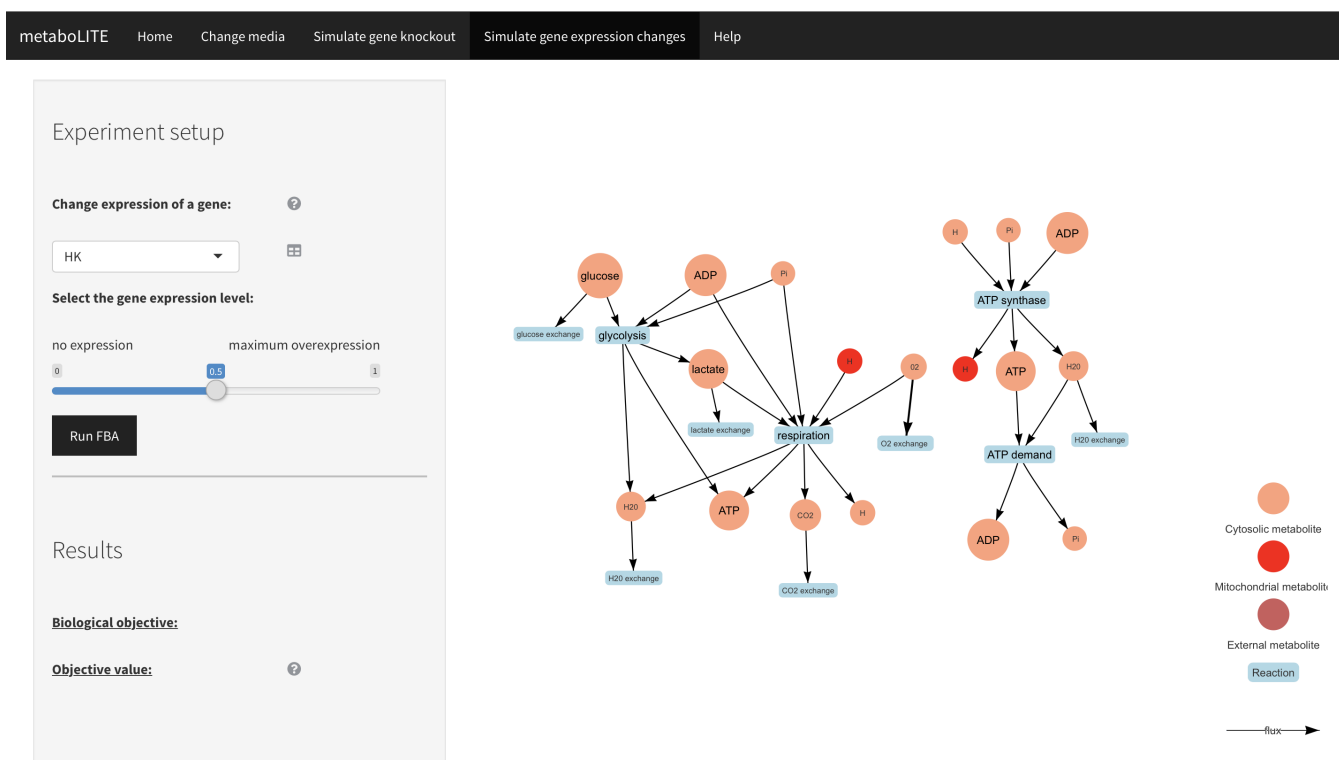 metaboLITE Home Change media Simulate gene knockout Simulate gene expression changes Help
Experiment setup
Change expression of a gene:
HK
Select the gene expression level:
no expression maximum overexpression
0 0.5 1
Run FBA
Results
Biological objective:
Objective value:
H Pi ADP
glucose ADP Pi
ATP synthase
glucose exchange glycolysis
lactate H 02 H ATP H20
lactate exchange respiration O2 exchange H20 exchange
ATP demand
H20 ATP CO2 H
ADP Pi
H20 exchange CO2 exchange
Cytosolic metabolite
Mitochondrial metabolit
External metabolite
Reaction
flux